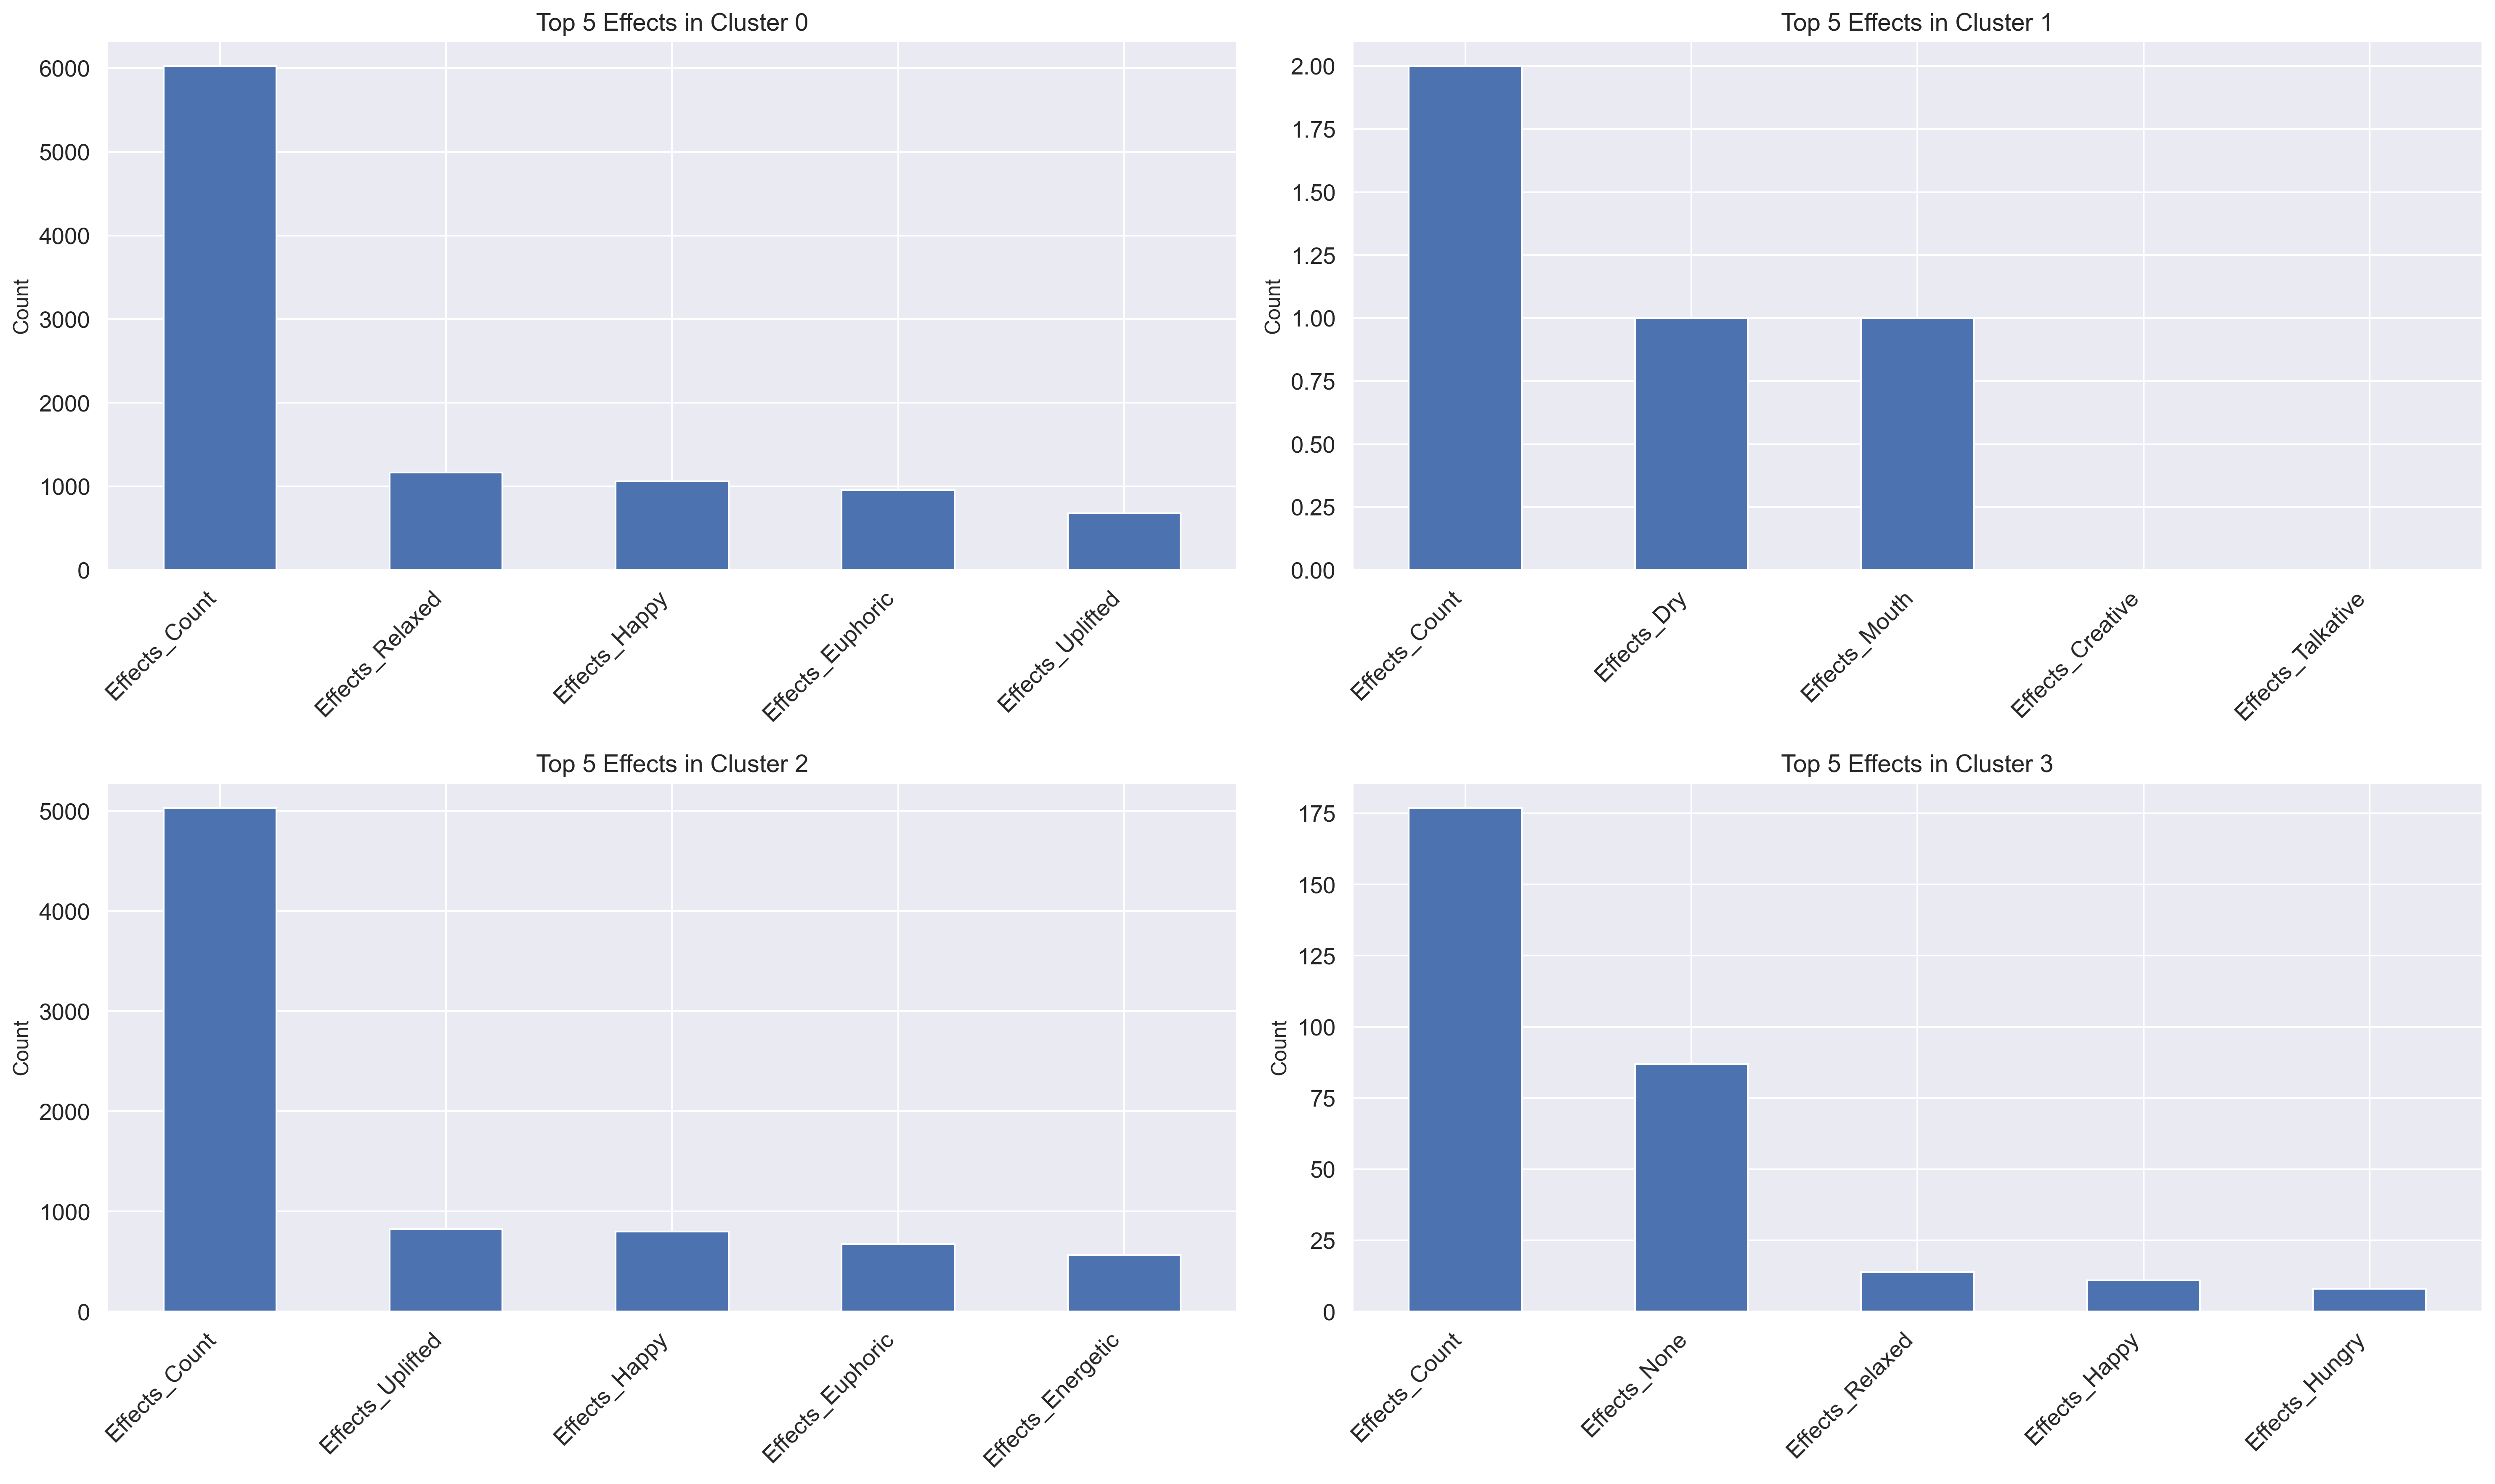 Top 5 Effects in Cluster 0
Count
6000
5000
4000
3000
2000
1000
0
Effects_Count
Effects_Relaxed
Effects_Happy
Effects_Euphoric
Effects_Uplifted
Top 5 Effects in Cluster 1
Count
2.00
1.75
1.50
1.25
1.00
0.75
0.50
0.25
0.00
Effects_Count
Effects_Dry
Effects_Mouth
Effects_Creative
Effects_Talkative
Top 5 Effects in Cluster 2
Count
5000
4000
3000
2000
1000
0
Effects_Count
Effects_Uplifted
Effects_Happy
Effects_Euphoric
Effects_Energetic
Top 5 Effects in Cluster 3
Count
175
150
125
100
75
50
25
0
Effects_Count
Effects_None
Effects_Relaxed
Effects_Happy
Effects_Hungry